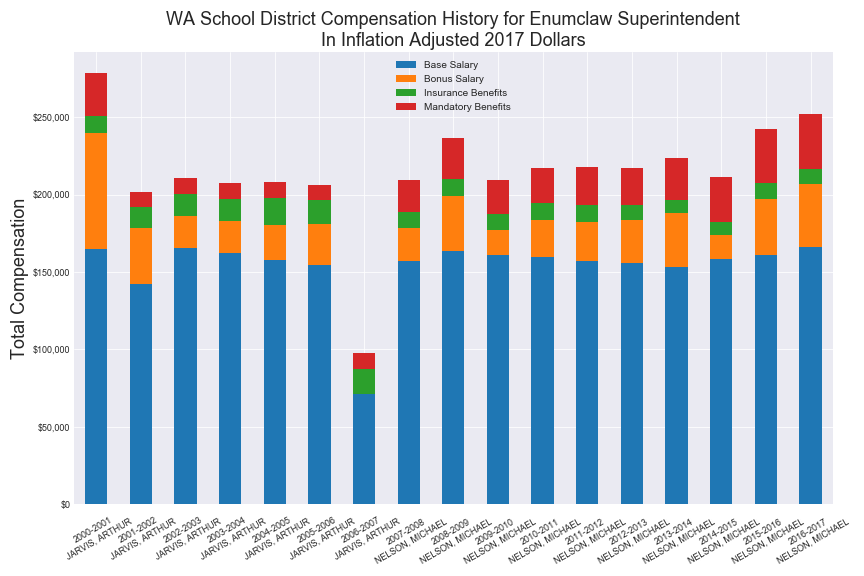 WA School District Compensation History for Enumclaw Superintendent
In Inflation Adjusted 2017 Dollars
Base Salary
Bonus Salary
Insurance Benefits
Mandatory Benefits
Total Compensation
$250,000
$200,000
$150,000
$100,000
$50,000
$0
2000-2001
JARVIS, ARTHUR
2001-2002
JARVIS, ARTHUR
2002-2003
JARVIS, ARTHUR
2003-2004
JARVIS, ARTHUR
2004-2005
JARVIS, ARTHUR
2005-2006
JARVIS, ARTHUR
2006-2007
JARVIS, ARTHUR
2007-2008
NELSON, MICHAEL
2008-2009
NELSON, MICHAEL
2009-2010
NELSON, MICHAEL
2010-2011
NELSON, MICHAEL
2011-2012
NELSON, MICHAEL
2012-2013
NELSON, MICHAEL
2013-2014
NELSON, MICHAEL
2014-2015
NELSON, MICHAEL
2015-2016
NELSON, MICHAEL
2016-2017
NELSON, MICHAEL